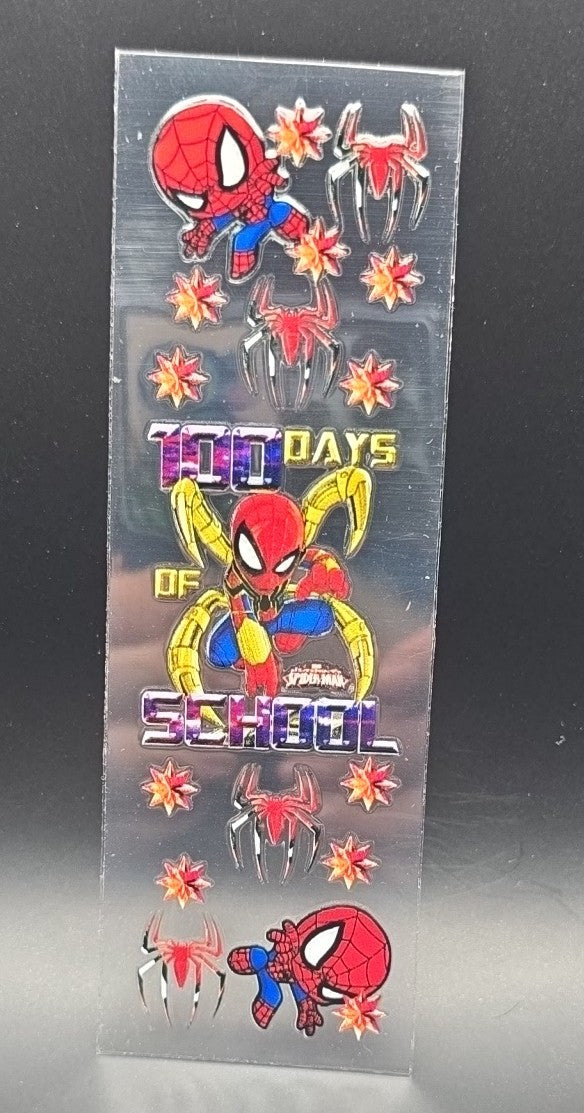 100 DAYS
OF
SPIDER-MAN
SCHOOL